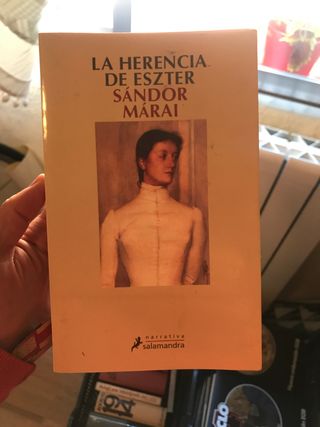 LA HERENCIA
DE ESZTER
SÁNDOR
MÁRAI
narrativa
salamandra